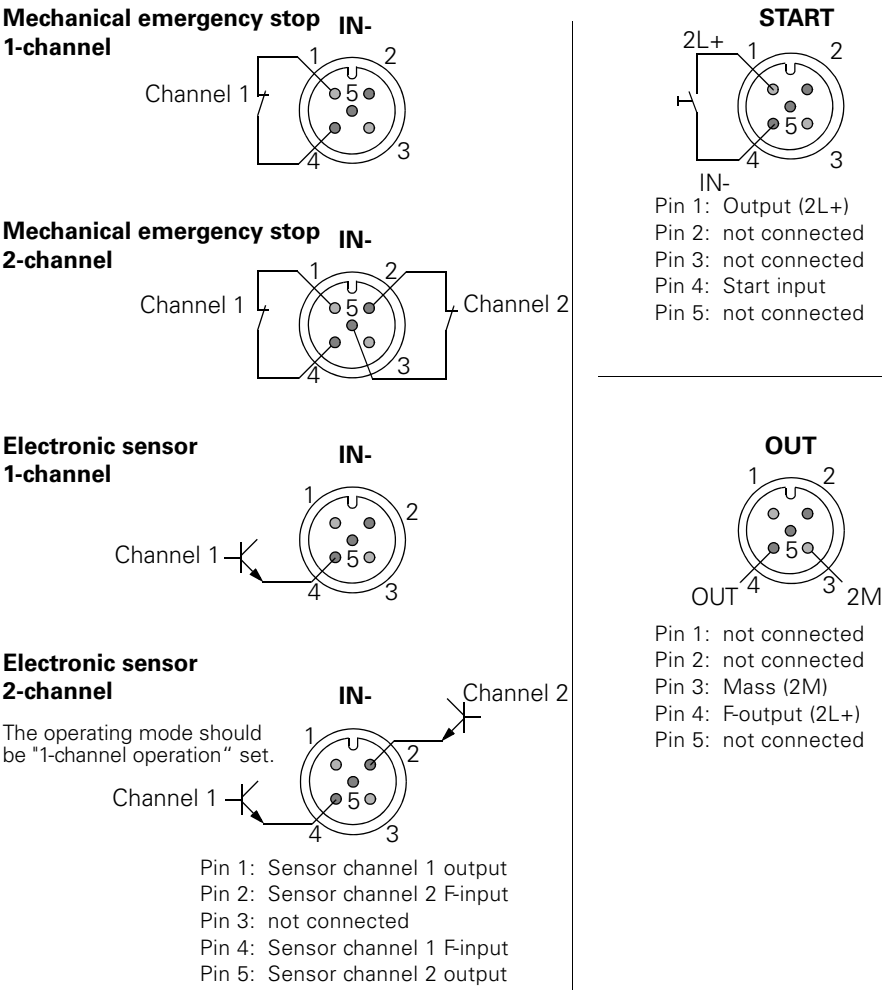 Mechanical emergency stop
1-channel
IN-
1
2
Channel 1
5
4
3
Mechanical emergency stop
2-channel
IN-
1
2
Channel 1
5
Channel 2
4
3
Electronic sensor
1-channel
IN-
1
2
Channel 1
5
4
3
Electronic sensor
2-channel
IN-
Channel 2
The operating mode should
be "1-channel operation“ set.
1
2
Channel 1
5
4
3
Pin 1: Sensor channel 1 output
Pin 2: Sensor channel 2 F-input
Pin 3: not connected
Pin 4: Sensor channel 1 F-input
Pin 5: Sensor channel 2 output
START
2L+
1
2
5
4
3
IN-
Pin 1: Output (2L+)
Pin 2: not connected
Pin 3: not connected
Pin 4: Start input
Pin 5: not connected
OUT
1
2
5
4
3
OUT
2M
Pin 1: not connected
Pin 2: not connected
Pin 3: Mass (2M)
Pin 4: F-output (2L+)
Pin 5: not connected